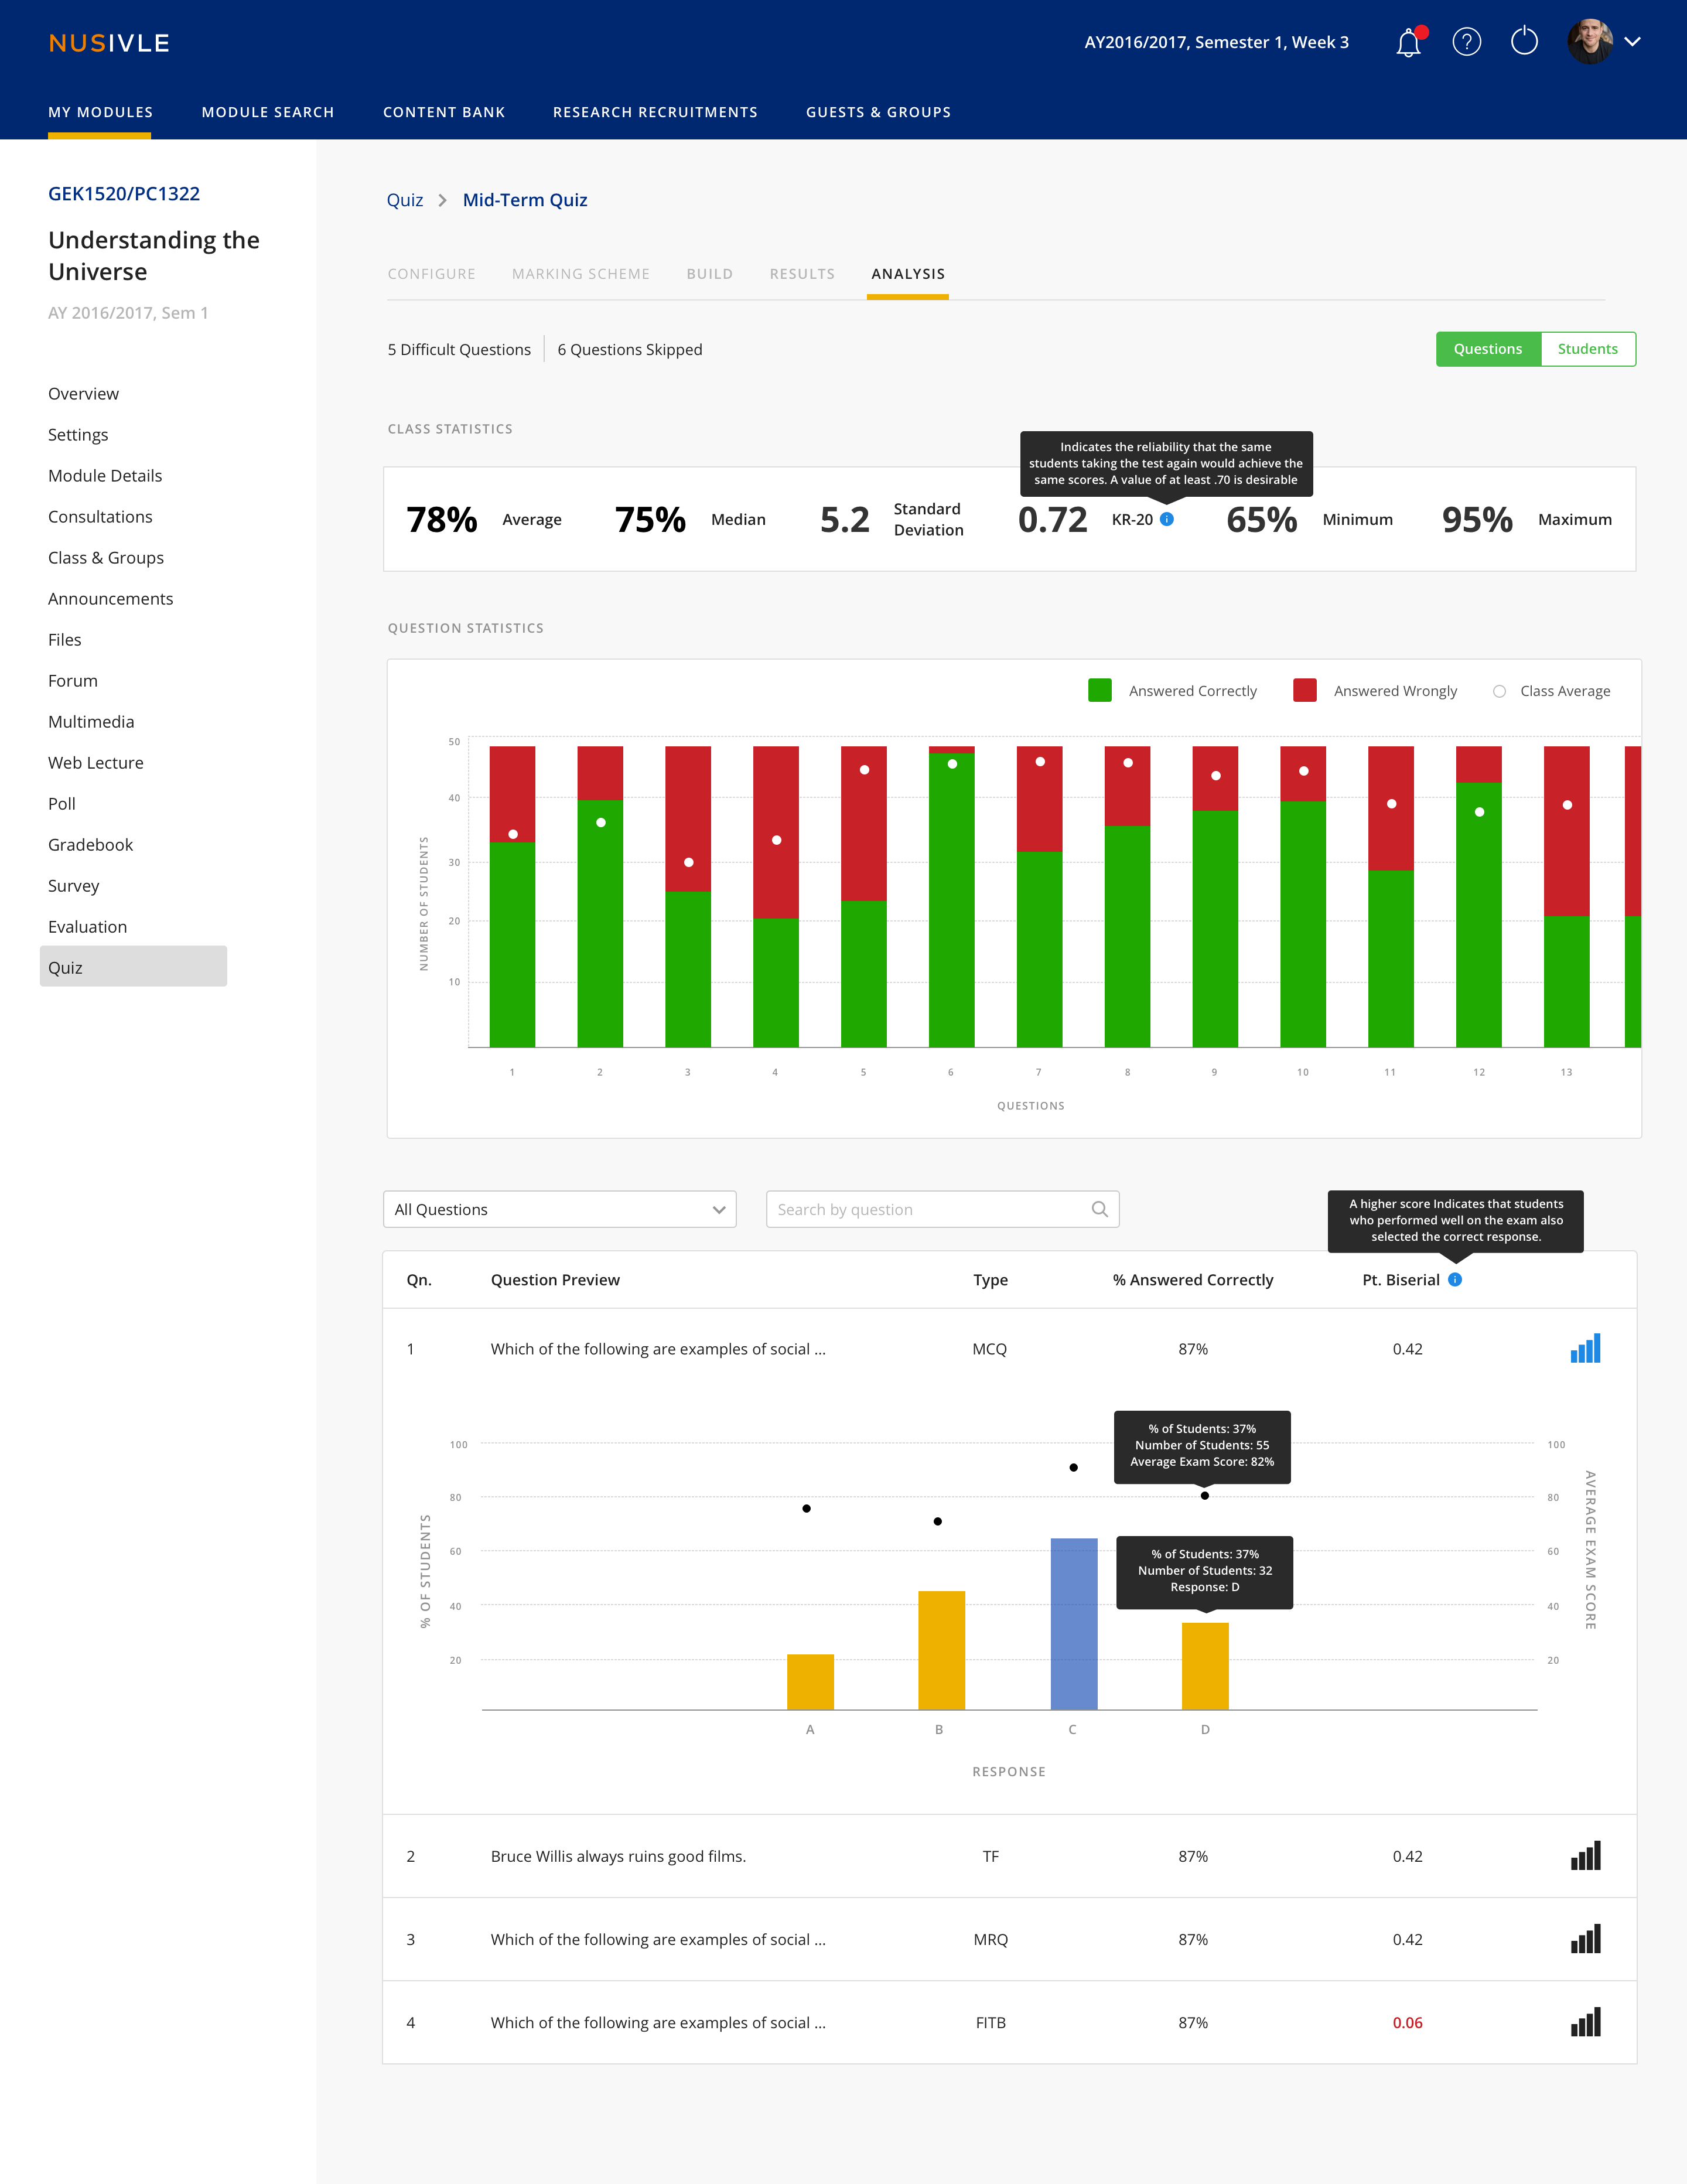 NUSIVLE
AY2016/2017, Semester 1, Week 3
?
MY MODULES
MODULE SEARCH
CONTENT BANK
RESEARCH RECRUITMENTS
GUESTS & GROUPS
GEK1520/PC1322
Understanding the
Universe
AY 2016/2017, Sem 1
Overview
Settings
Module Details
Consultations
Class & Groups
Announcements
Files
Forum
Multimedia
Web Lecture
Poll
Gradebook
Survey
Evaluation
Quiz
Quiz > Mid-Term Quiz
CONFIGURE
MARKING SCHEME
BUILD
RESULTS
ANALYSIS
5 Difficult Questions
6 Questions Skipped
Questions
Students
CLASS STATISTICS
Indicates the reliability that the same
students taking the test again would achieve the
same scores. A value of at least .70 is desirable
78% Average
75% Median
5.2 Standard
Deviation
0.72 KR-20 i
65% Minimum
95% Maximum
QUESTION STATISTICS
Answered Correctly
Answered Wrongly
Class Average
NUMBER OF STUDENTS
50
40
30
20
10
1 2 3 4 5 6 7 8 9 10 11 12 13
QUESTIONS
All Questions
Search by question
A higher score Indicates that students
who performed well on the exam also
selected the correct response.
Qn. Question Preview Type % Answered Correctly Pt. Biserial i
1 Which of the following are examples of social ... MCQ 87% 0.42
% OF STUDENTS
100
80
60
40
20
% of Students: 37%
Number of Students: 55
Average Exam Score: 82%
% of Students: 37%
Number of Students: 32
Response: D
100
80
60
40
20
AVERAGE EXAM SCORE
A B C D
RESPONSE
2 Bruce Willis always ruins good films. TF 87% 0.42
3 Which of the following are examples of social ... MRQ 87% 0.42
4 Which of the following are examples of social ... FITB 87% 0.06